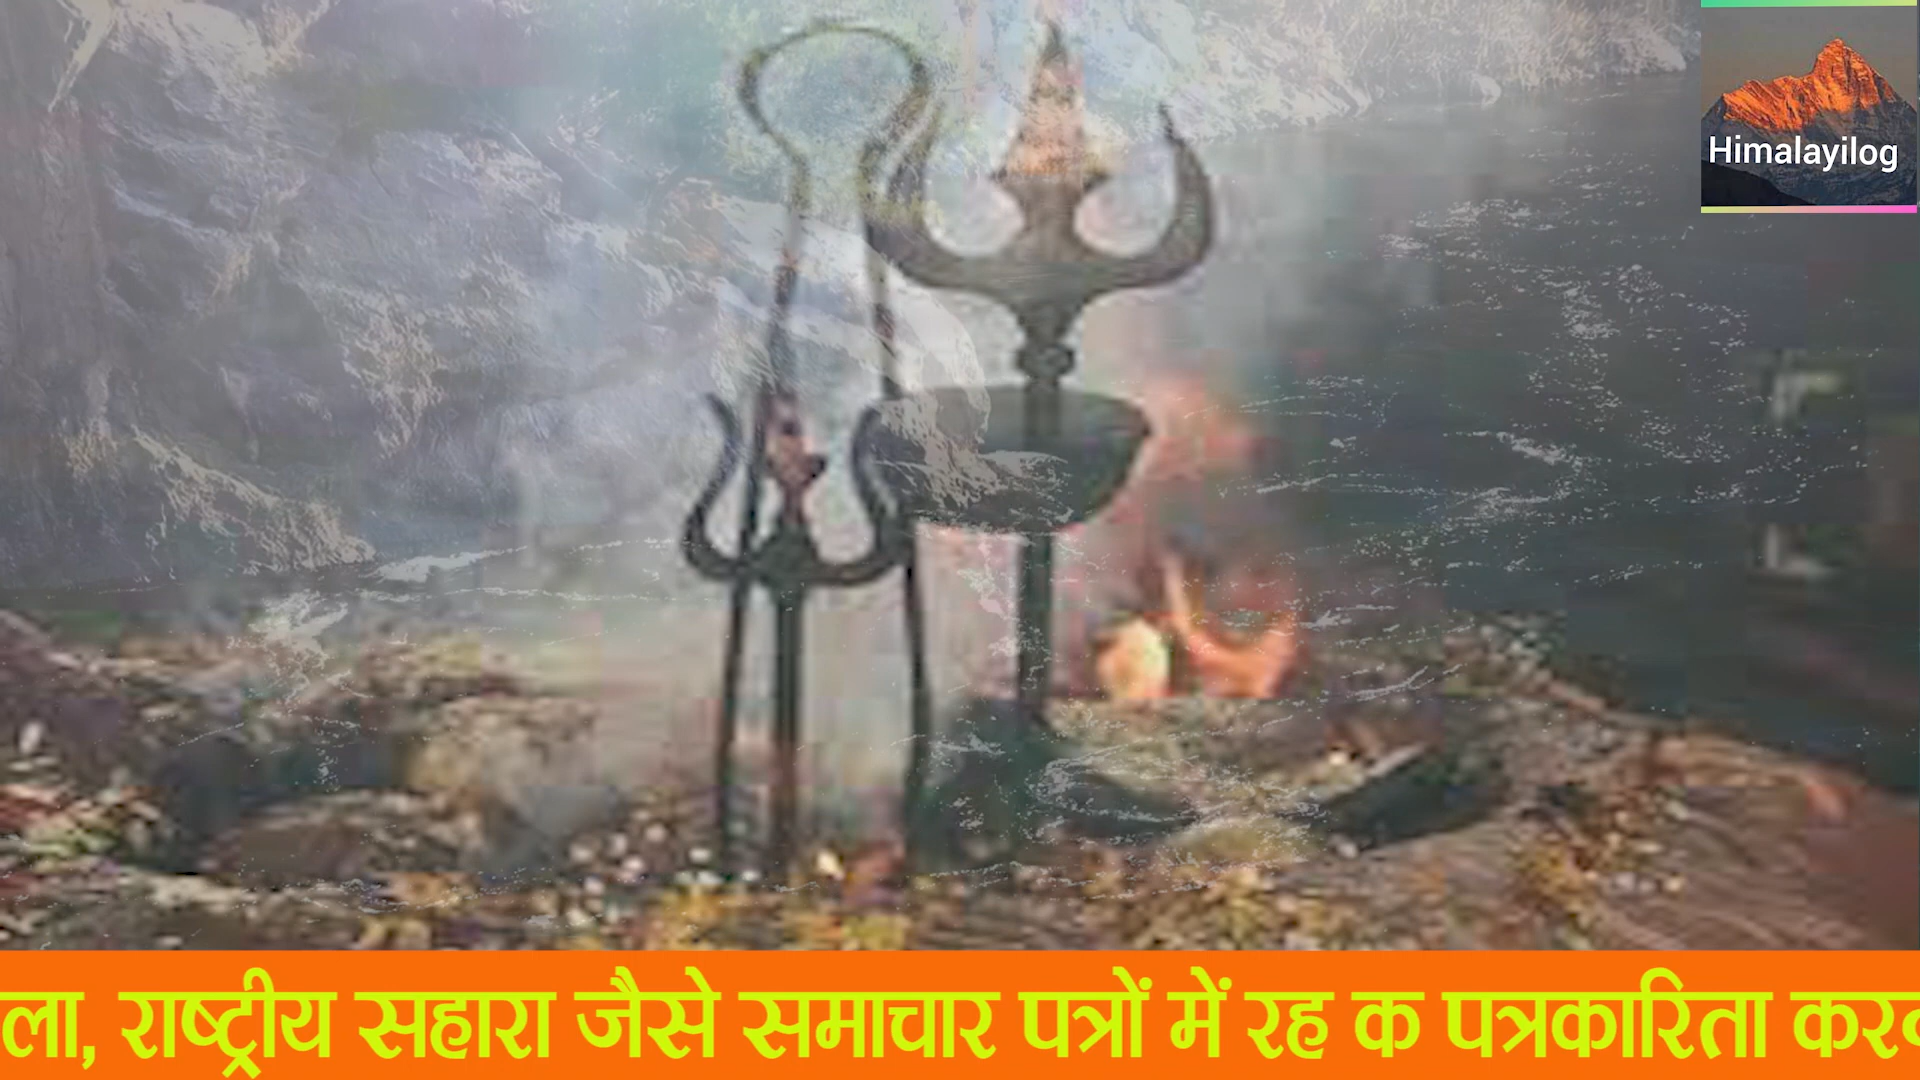 Himalayilog
ला, राष्ट्रीय सहारा जैसे समाचार पत्रों में रह क पत्रकारिता कर